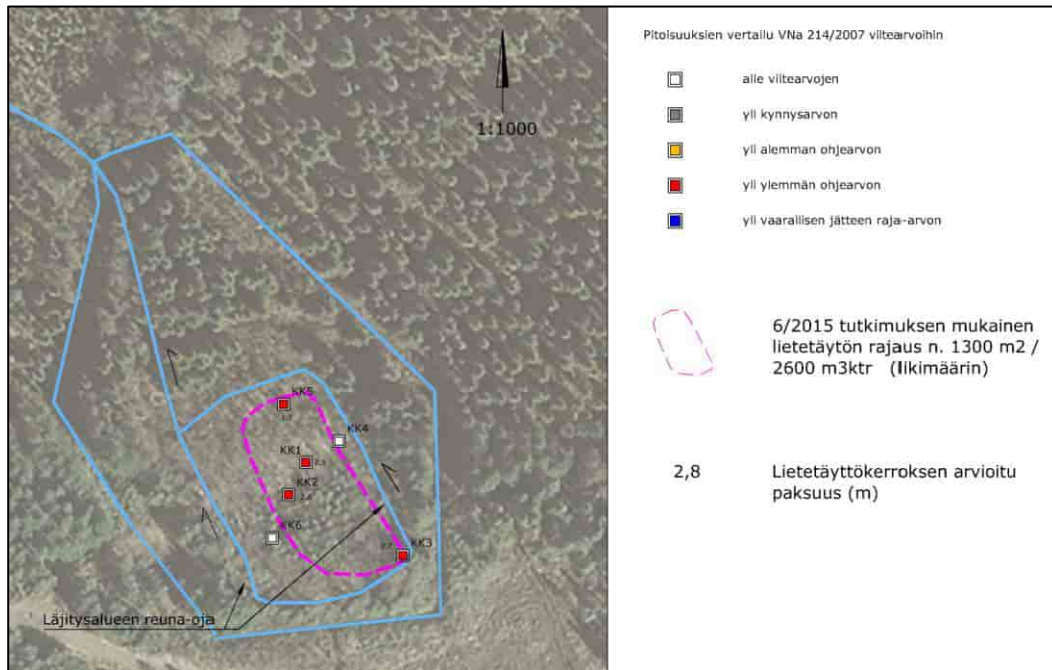 1:1000
KK5
KK4
KK1
KK2
KK6
KK3
Läjitysalueen reuna-oja
Pitoisuuksien vertailu VNa 214/2007 viitearvoihin
alle viitearvojen
yli kynnysarvon
yli alemman ohjearvon
yli ylemmän ohjearvon
yli vaarallisen jätteen raja-arvon
6/2015 tutkimuksen mukainen
lietetäytön rajaus n. 1300 m2 /
2600 m3ktr (likimäärin)
2,8 Lietetäyttökerroksen arvioitu
paksuus (m)